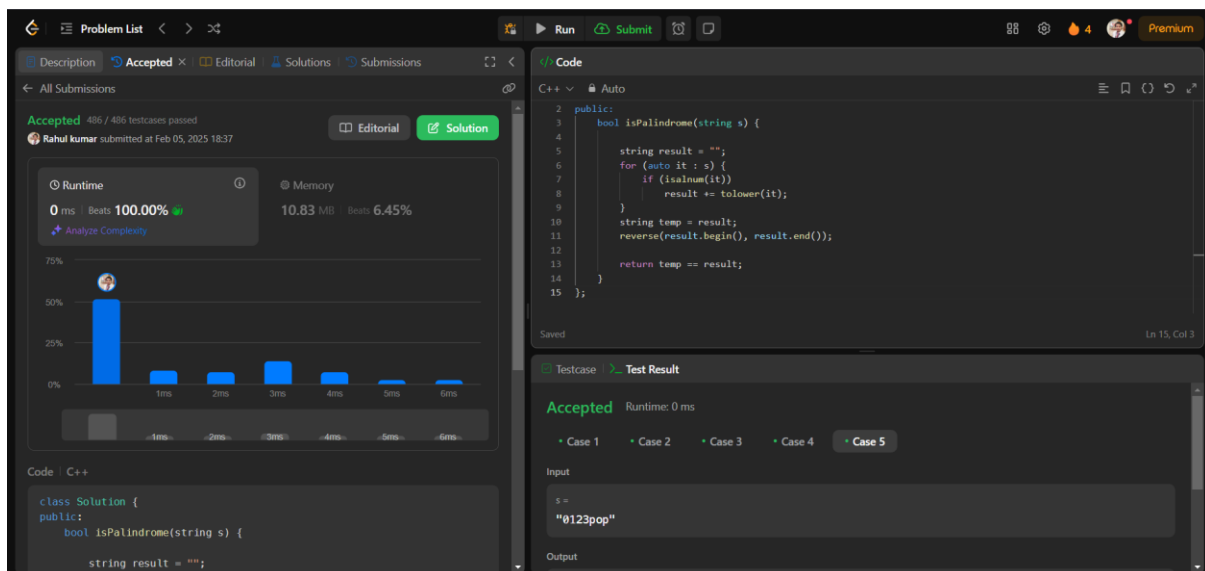 Problem List
Run
Submit
4
Premium
Description
Accepted
Editorial
Solutions
Submissions
All Submissions
Accepted 486 / 486 testcases passed
Rahul kumar submitted at Feb 05, 2025 18:37
Editorial
Solution
Runtime
0 ms Beats 100.00%
Analyze Complexity
Memory
10.83 MB Beats 6.45%
75%
50%
25%
0%
1ms 2ms 3ms 4ms 5ms 6ms
1ms 2ms 3ms 4ms 5ms 6ms
Code C++
class Solution {
public:
bool isPalindrome(string s) {
string result = "";
</> Code
C++ Auto
2 public:
3 bool isPalindrome(string s) {
4
5 string result = "";
6 for (auto it : s) {
7 if (isalnum(it))
8 result += tolower(it);
9 }
10 string temp = result;
11 reverse(result.begin(), result.end());
12
13 return temp == result;
14 }
15 };
Saved
Ln 15, Col 3
Testcase
>_ Test Result
Accepted Runtime: 0 ms
• Case 1 • Case 2 • Case 3 • Case 4 • Case 5
Input
s =
"0123pop"
Output